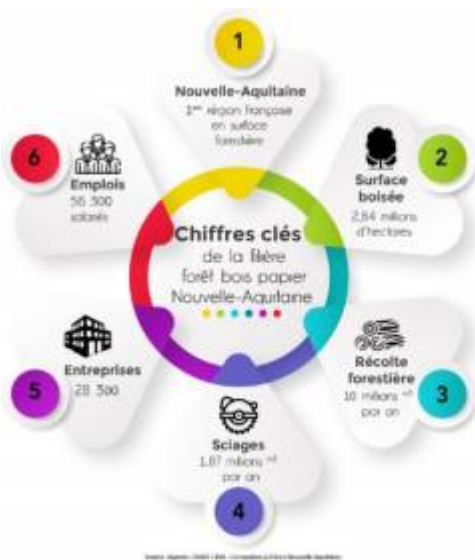 1
Nouvelle-Aquitaine
1ère région française
en surface
forestière
2
Surface
boisée
2,84 millions
d'hectares
Récolte
forestière
10 millions m³
par an
3
Sciages
1,87 millions m³
par an
4
Entreprises
28 300
5
6
Emplois
56 300
salariés
Chiffres clés
de la filière
forêt bois papier
Nouvelle-Aquitaine